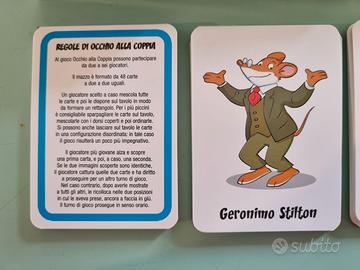 REGOLE DI OCCHIO ALLA COPPIA
Al gioco Occhio alla Coppia possono partecipare
da due a sei giocatori.
Il mazzo è formato da 48 carte
a due a due uguali.
Un giocatore scelto a caso mescola tutte
le carte e poi le dispone sul tavolo in modo
da formare un rettangolo. Per i più piccini
è consigliabile sparpagliare le carte sul tavolo,
mescolarle con i dorsi coperti e poi ordinarle.
Si possono anche lasciare sul tavolo le carte
in una configurazione disordinata; in tale caso
il gioco risulterà un poco più impegnativo.
Il giocatore più giovane alza e scopre
una prima carta, e poi, a caso, una seconda.
Se le due immagini scoperte sono identiche,
il giocatore cattura quelle due carte e ha diritto
a proseguire per un altro turno di gioco.
Nel caso contrario, dopo averle mostrate
a tutti gli altri, le ricolloca nelle due posizioni
in cui le aveva prese, ancora a faccia in giù.
Il turno di gioco prosegue in senso orario.
Geronimo Stilton
subito